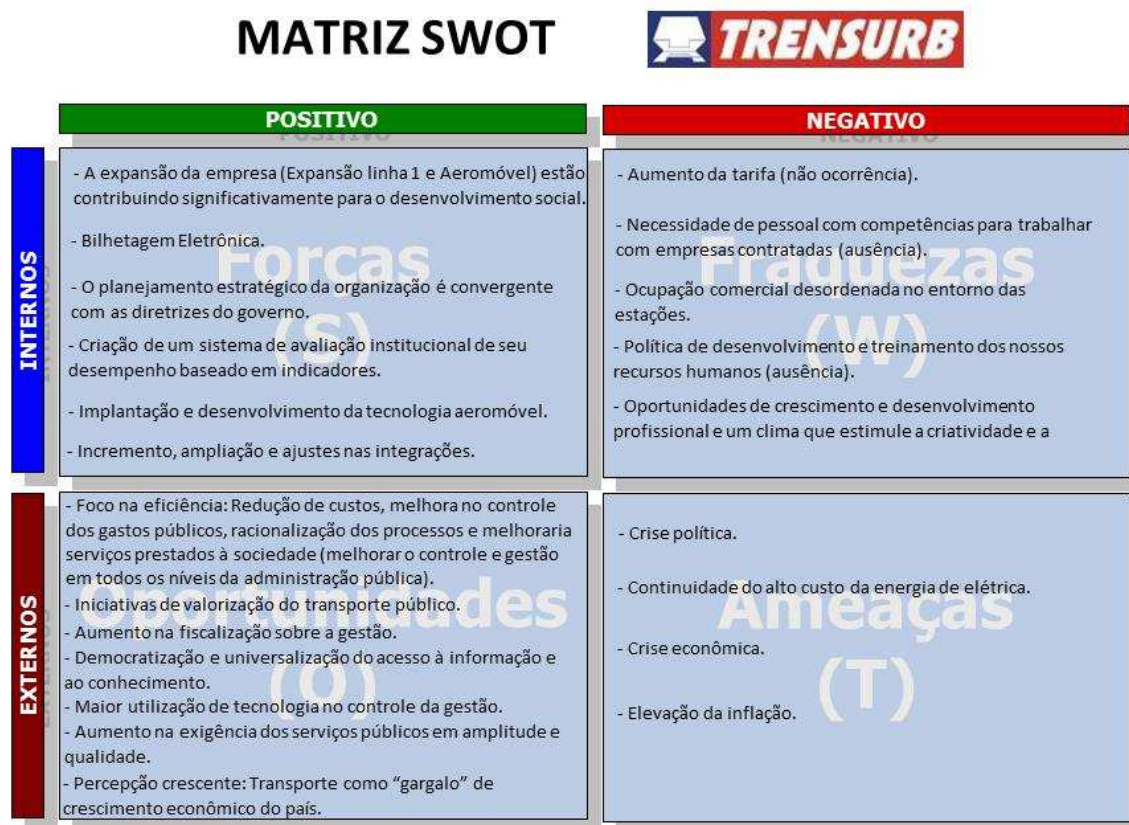 MATRIZ SWOT
TRENSURB
POSITIVO
NEGATIVO
INTERNOS
Forças
(S)
- A expansão da empresa (Expansão linha 1 e Aeromóvel) estão
contribuindo significativamente para o desenvolvimento social.
- Bilhetagem Eletrônica.
- O planejamento estratégico da organização é convergente
com as diretrizes do governo.
- Criação de um sistema de avaliação institucional de seu
desempenho baseado em indicadores.
- Implantação e desenvolvimento da tecnologia aeromóvel.
- Incremento, ampliação e ajustes nas integrações.
Fraquezas
(W)
- Aumento da tarifa (não ocorrência).
- Necessidade de pessoal com competências para trabalhar
com empresas contratadas (ausência).
- Ocupação comercial desordenada no entorno das
estações.
- Política de desenvolvimento e treinamento dos nossos
recursos humanos (ausência).
- Oportunidades de crescimento e desenvolvimento
profissional e um clima que estimule a criatividade e a
EXTERNOS
Oportunidades
(O)
- Foco na eficiência: Redução de custos, melhora no controle
dos gastos públicos, racionalização dos processos e melhoraria
serviços prestados à sociedade (melhorar o controle e gestão
em todos os níveis da administração pública).
- Iniciativas de valorização do transporte público.
- Aumento na fiscalização sobre a gestão.
- Democratização e universalização do acesso à informação e
ao conhecimento.
- Maior utilização de tecnologia no controle da gestão.
- Aumento na exigência dos serviços públicos em amplitude e
qualidade.
- Percepção crescente: Transporte como “gargalo” de
crescimento econômico do país.
Ameaças
(T)
- Crise política.
- Continuidade do alto custo da energia de elétrica.
- Crise econômica.
- Elevação da inflação.